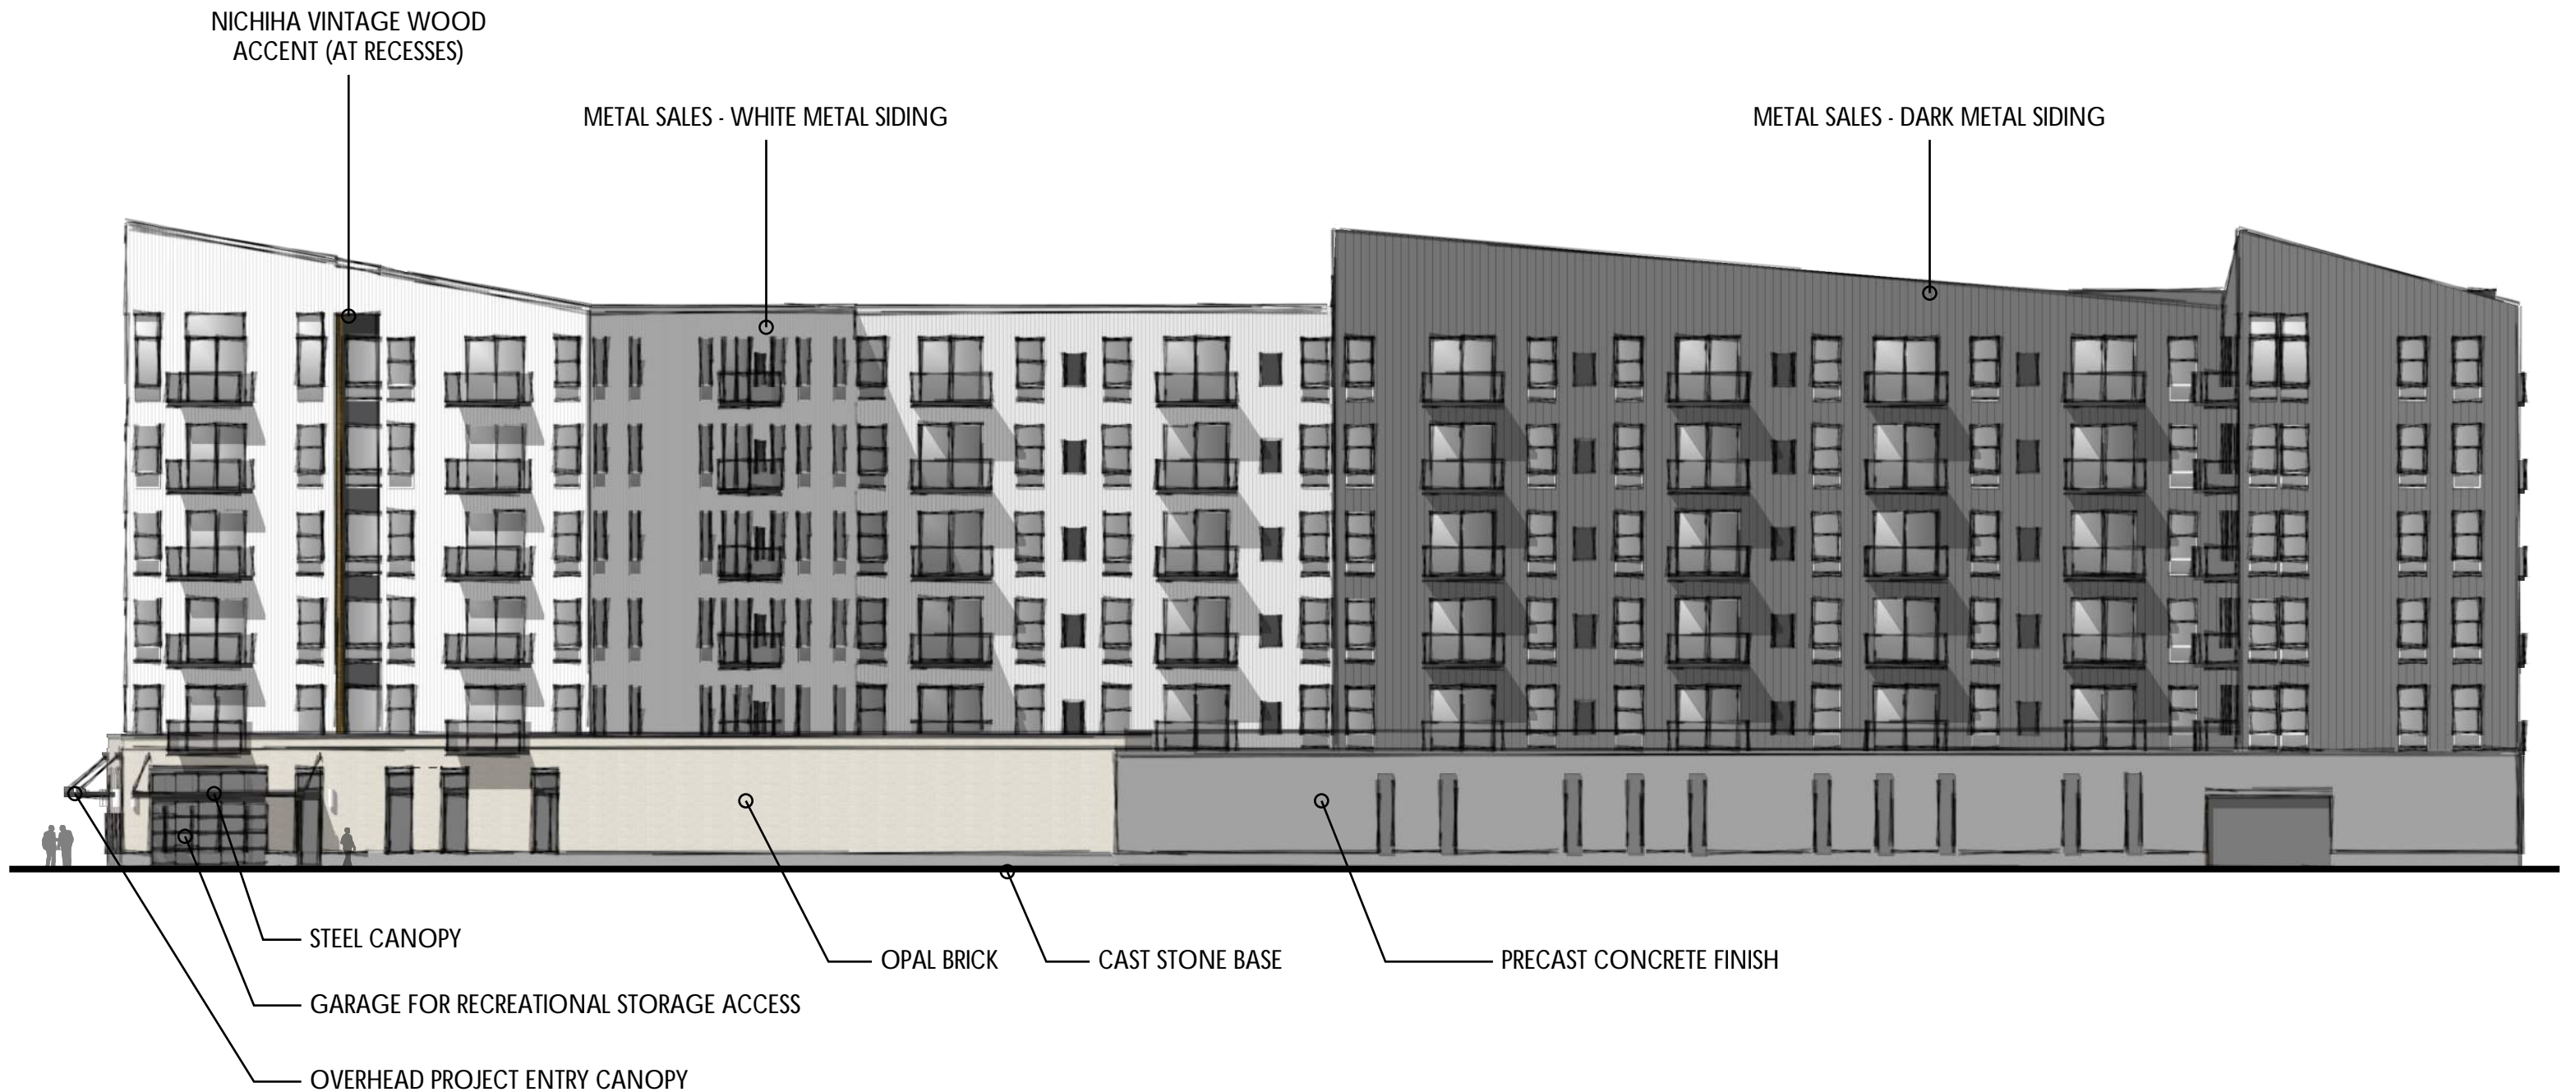 NICHIHA VINTAGE WOOD
ACCENT (AT RECESSES)
METAL SALES - WHITE METAL SIDING
METAL SALES - DARK METAL SIDING
STEEL CANOPY
OPAL BRICK
CAST STONE BASE
PRECAST CONCRETE FINISH
GARAGE FOR RECREATIONAL STORAGE ACCESS
OVERHEAD PROJECT ENTRY CANOPY